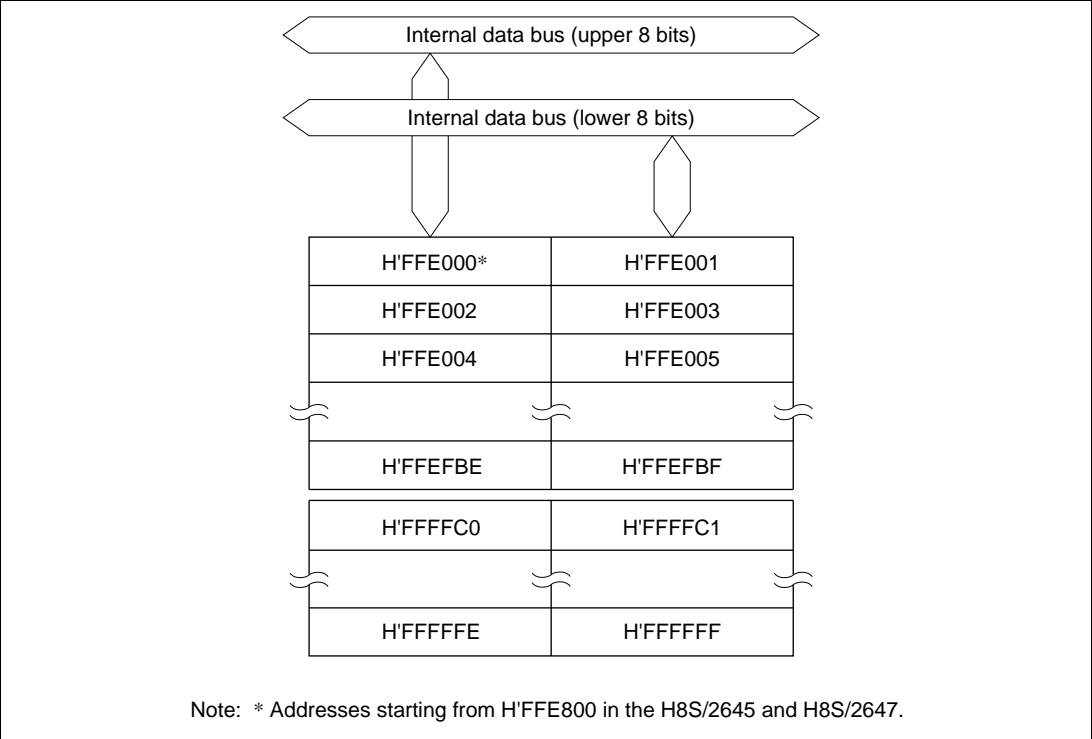 Internal data bus (upper 8 bits)
Internal data bus (lower 8 bits)
H'FFE000* H'FFE001
H'FFE002 H'FFE003
H'FFE004 H'FFE005
H'FFEFBE H'FFEFBF
H'FFFFC0 H'FFFFC1
H'FFFFFE H'FFFFFF
Note: * Addresses starting from H'FFE800 in the H8S/2645 and H8S/2647.